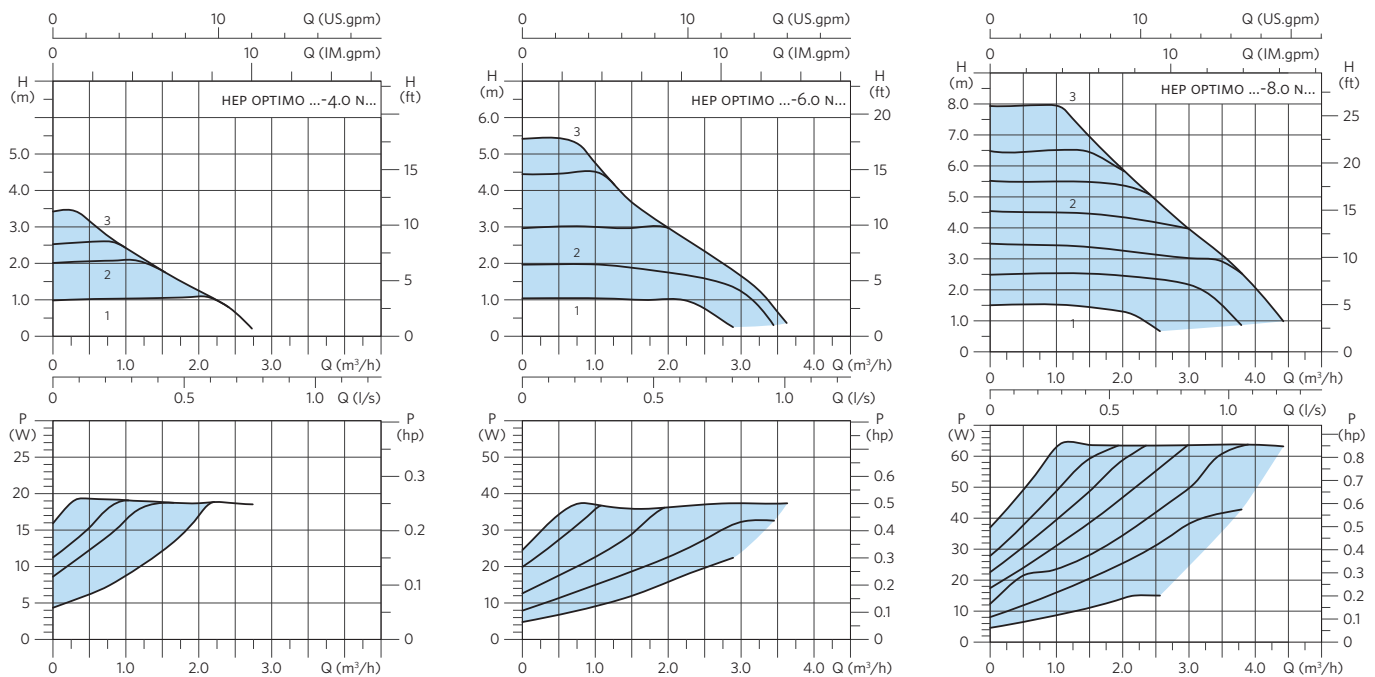 0 10 Q (US.gpm)
0 10 Q (IM.gpm)
H (m) H (ft)
HEP OPTIMO ...-4.0 N...
5.0 15
4.0
3.0 3 10
2.0 2 5
1.0 1
0 0
0 1.0 2.0 3.0 Q (m³/h)
0 0.5 1.0 Q (l/s)
P (W) P (hp)
25 0.3
20
15 0.2
10 0.1
5
0 0
0 1.0 2.0 3.0 Q (m³/h)
0 10 Q (US.gpm)
0 10 Q (IM.gpm)
H (m) H (ft)
HEP OPTIMO ...-6.0 N...
6.0 20
5.0 3
4.0 15
3.0 10
2.0 2 5
1.0 1
0 0
0 1.0 2.0 3.0 4.0 Q (m³/h)
0 0.5 1.0 Q (l/s)
P (W) P (hp)
50 0.6
40 0.5
30 0.4
20 0.3
10 0.2
0.1
0 0
0 1.0 2.0 3.0 4.0 Q (m³/h)
0 10 Q (US.gpm)
0 10 Q (IM.gpm)
H (m) H (ft)
HEP OPTIMO ...-8.0 N...
8.0 3 25
7.0
6.0 20
5.0 2 15
4.0
3.0 10
2.0 5
1.0 1
0 0
0 1.0 2.0 3.0 4.0 Q (m³/h)
0 0.5 1.0 Q (l/s)
P (W) P (hp)
60 0.8
50 0.7
40 0.6
0.5
30 0.4
20 0.3
0.2
10 0.1
0 0
0 1.0 2.0 3.0 4.0 Q (m³/h)